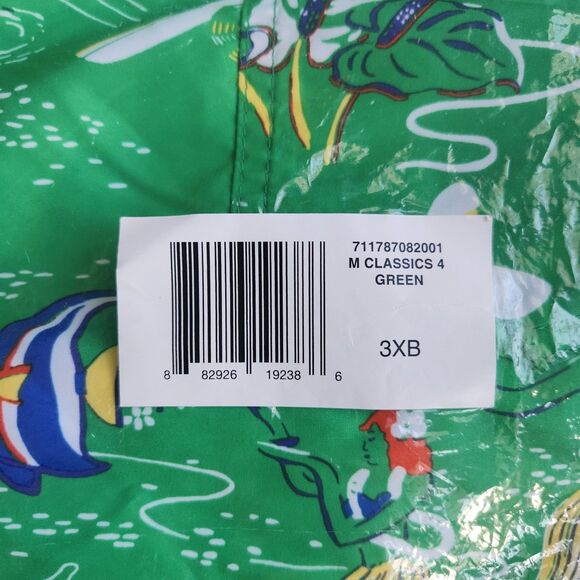 711787082001
M CLASSICS 4
GREEN
3XB
8 82926 19238 6